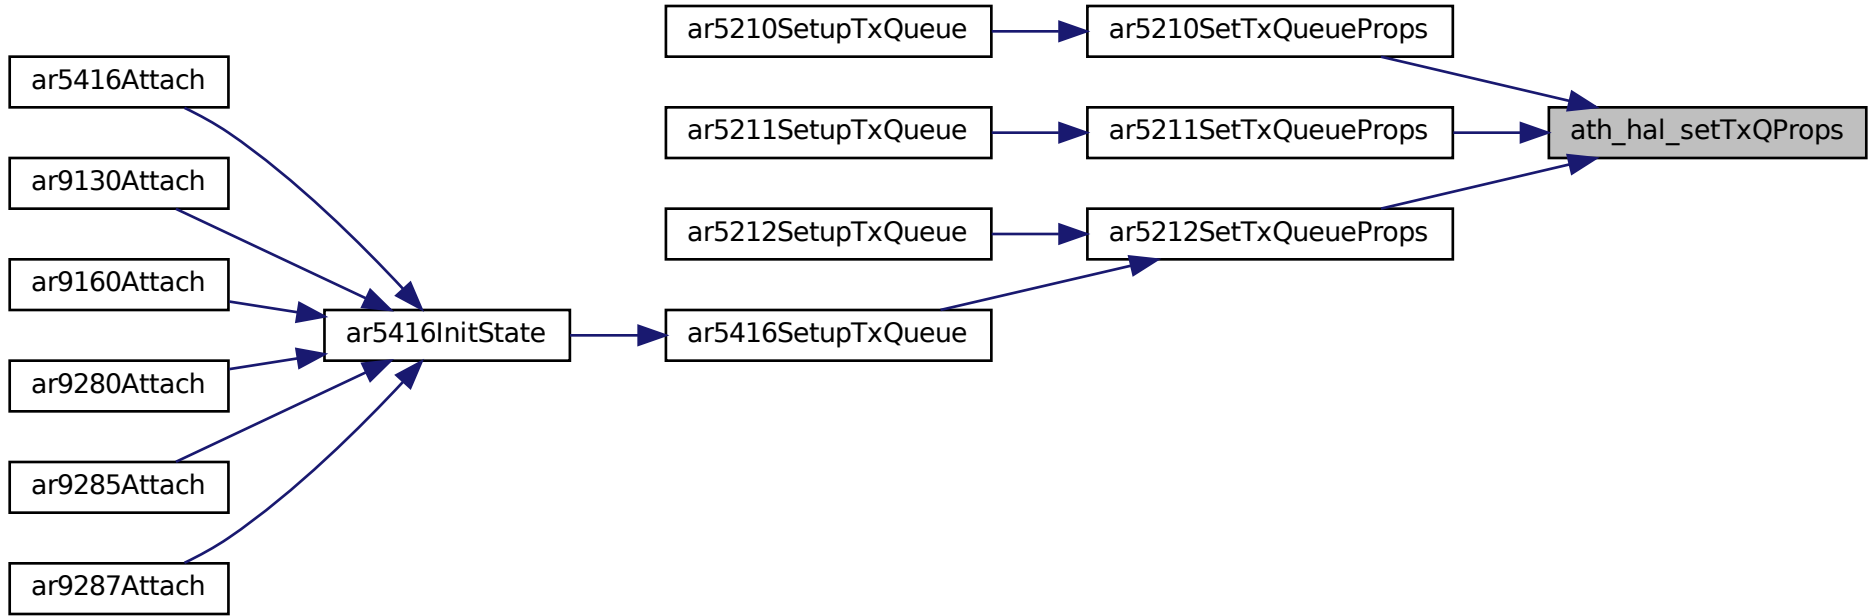 ar5416Attach
ar9130Attach
ar9160Attach
ar9280Attach
ar9285Attach
ar9287Attach
ar5416InitState
ar5210SetupTxQueue
ar5211SetupTxQueue
ar5212SetupTxQueue
ar5416SetupTxQueue
ar5210SetTxQueueProps
ar5211SetTxQueueProps
ar5212SetTxQueueProps
ath_hal_setTxQProps